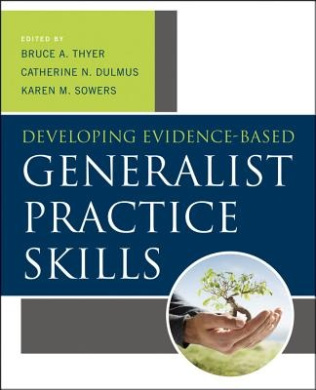 EDITED BY
BRUCE A. THYER
CATHERINE N. DULMUS
KAREN M. SOWERS
DEVELOPING EVIDENCE-BASED
GENERALIST
PRACTICE
SKILLS